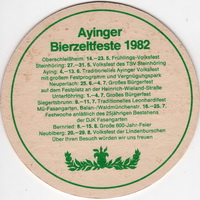 Ayinger
Bierzeltfeste 1982
Oberschleißheim: 14.–23. 5. Frühlings-Volksfest
Steinhöring: 27.–31. 5. Volksfest des TSV Steinhöring
Aying: 4.–13. 6. Traditionelles Ayinger Volksfest
mit großem Festprogramm und Vergnügungspark
Neuperlach: 23. 6.– 4. 7. Großes Bürgerfest
auf dem Festplatz an der Heinrich-Wieland-Straße
Unterföhring: 1.–4. 7. Großes Bürgerfest
Siegertsbrunn: 9.–11. 7. Traditionelles Leonhardifest
Mü-Fasangarten, Balan-/Waldmünchnerstr. 16.–25. 7.
Festwoche anläßlich des 25jährigen Bestehens
der DJK Fasangarten
Bernried: 6.–15. 8. Große 600-Jahr-Feier
Neubiberg: 20.–29. 8. Volksfest der Lindenburschen
Über Ihren Besuch würden wir uns freuen